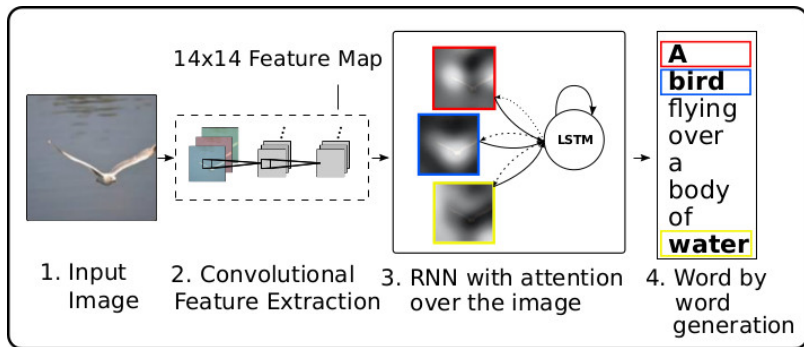 14x14 Feature Map
LSTM
A
bird
flying
over
a
body
of
water
1. Input
Image
2. Convolutional
Feature Extraction
3. RNN with attention
over the image
4. Word by
word
generation